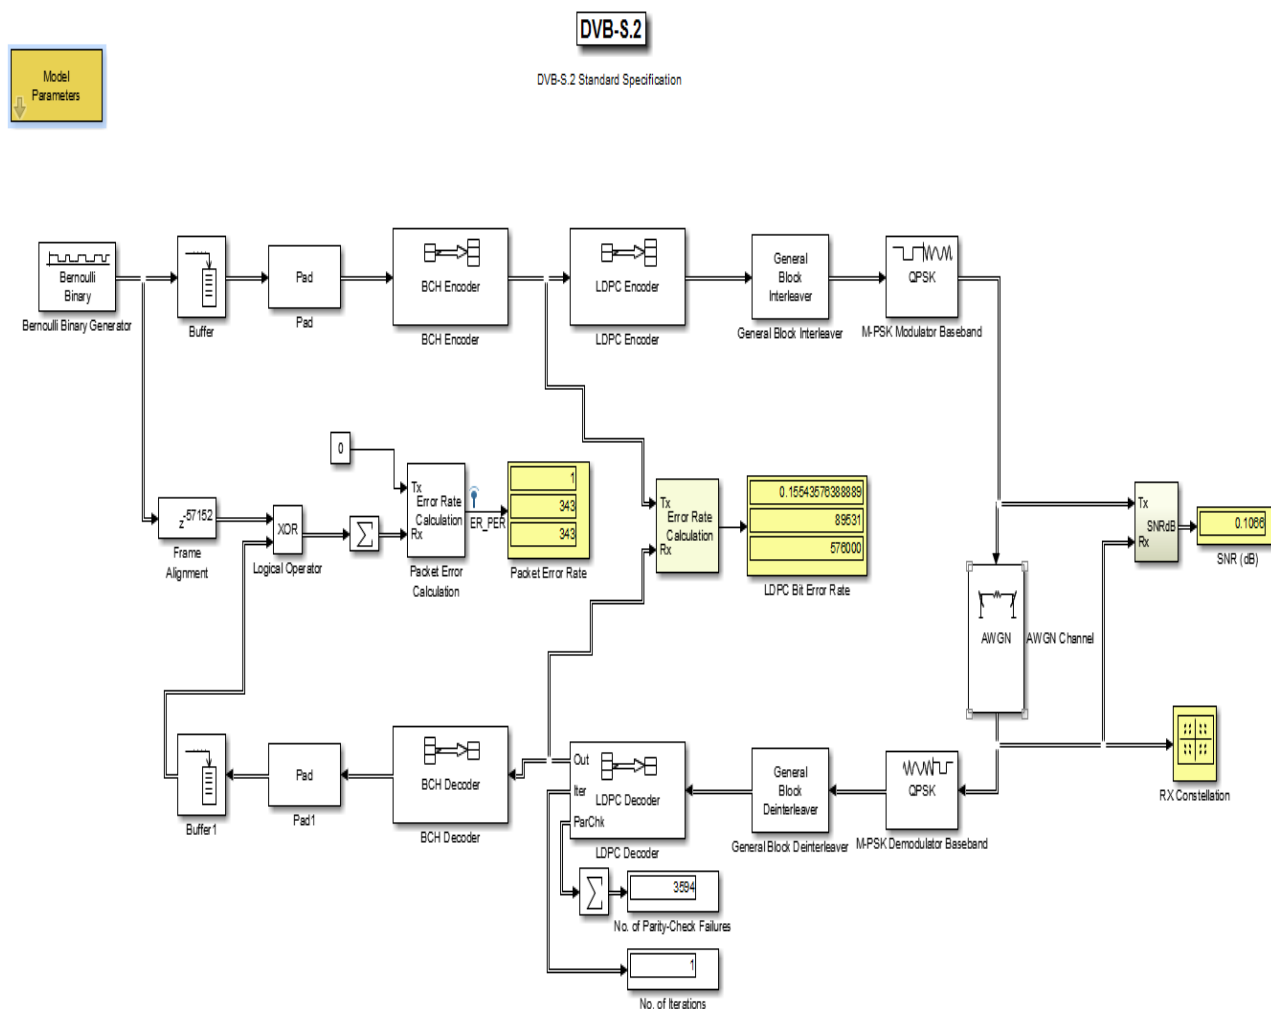 DVB-S.2
DVB-S.2 Standard Specification
Model
Parameters
Bernoulli
Binary
Bernoulli Binary Generator
Buffer
Pad
Pad
BCH Encoder
BCH Encoder
LDPC Encoder
LDPC Encoder
General
Block
Interleaver
General Block Interleaver
QPSK
M-PSK Modulator Baseband
0
Tx
Error Rate
Calculation
Rx
Packet Error
Calculation
ER_PER
1
343
343
Packet Error Rate
z-57152
Frame
Alignment
XOR
Logical Operator
Σ
Tx
Error Rate
Calculation
Rx
0.15543576388889
89531
576000
LDPC Bit Error Rate
Tx
SNRdB
Rx
0.1066
SNR (dB)
AWGN
AWGN Channel
RX Constellation
Buffer1
Pad
Pad1
BCH Decoder
BCH Decoder
Out
Iter
ParChk
LDPC Decoder
LDPC Decoder
General
Block
Deinterleaver
General Block Deinterleaver
QPSK
M-PSK Demodulator Baseband
Σ
3594
No. of Parity-Check Failures
1
No. of Iterations